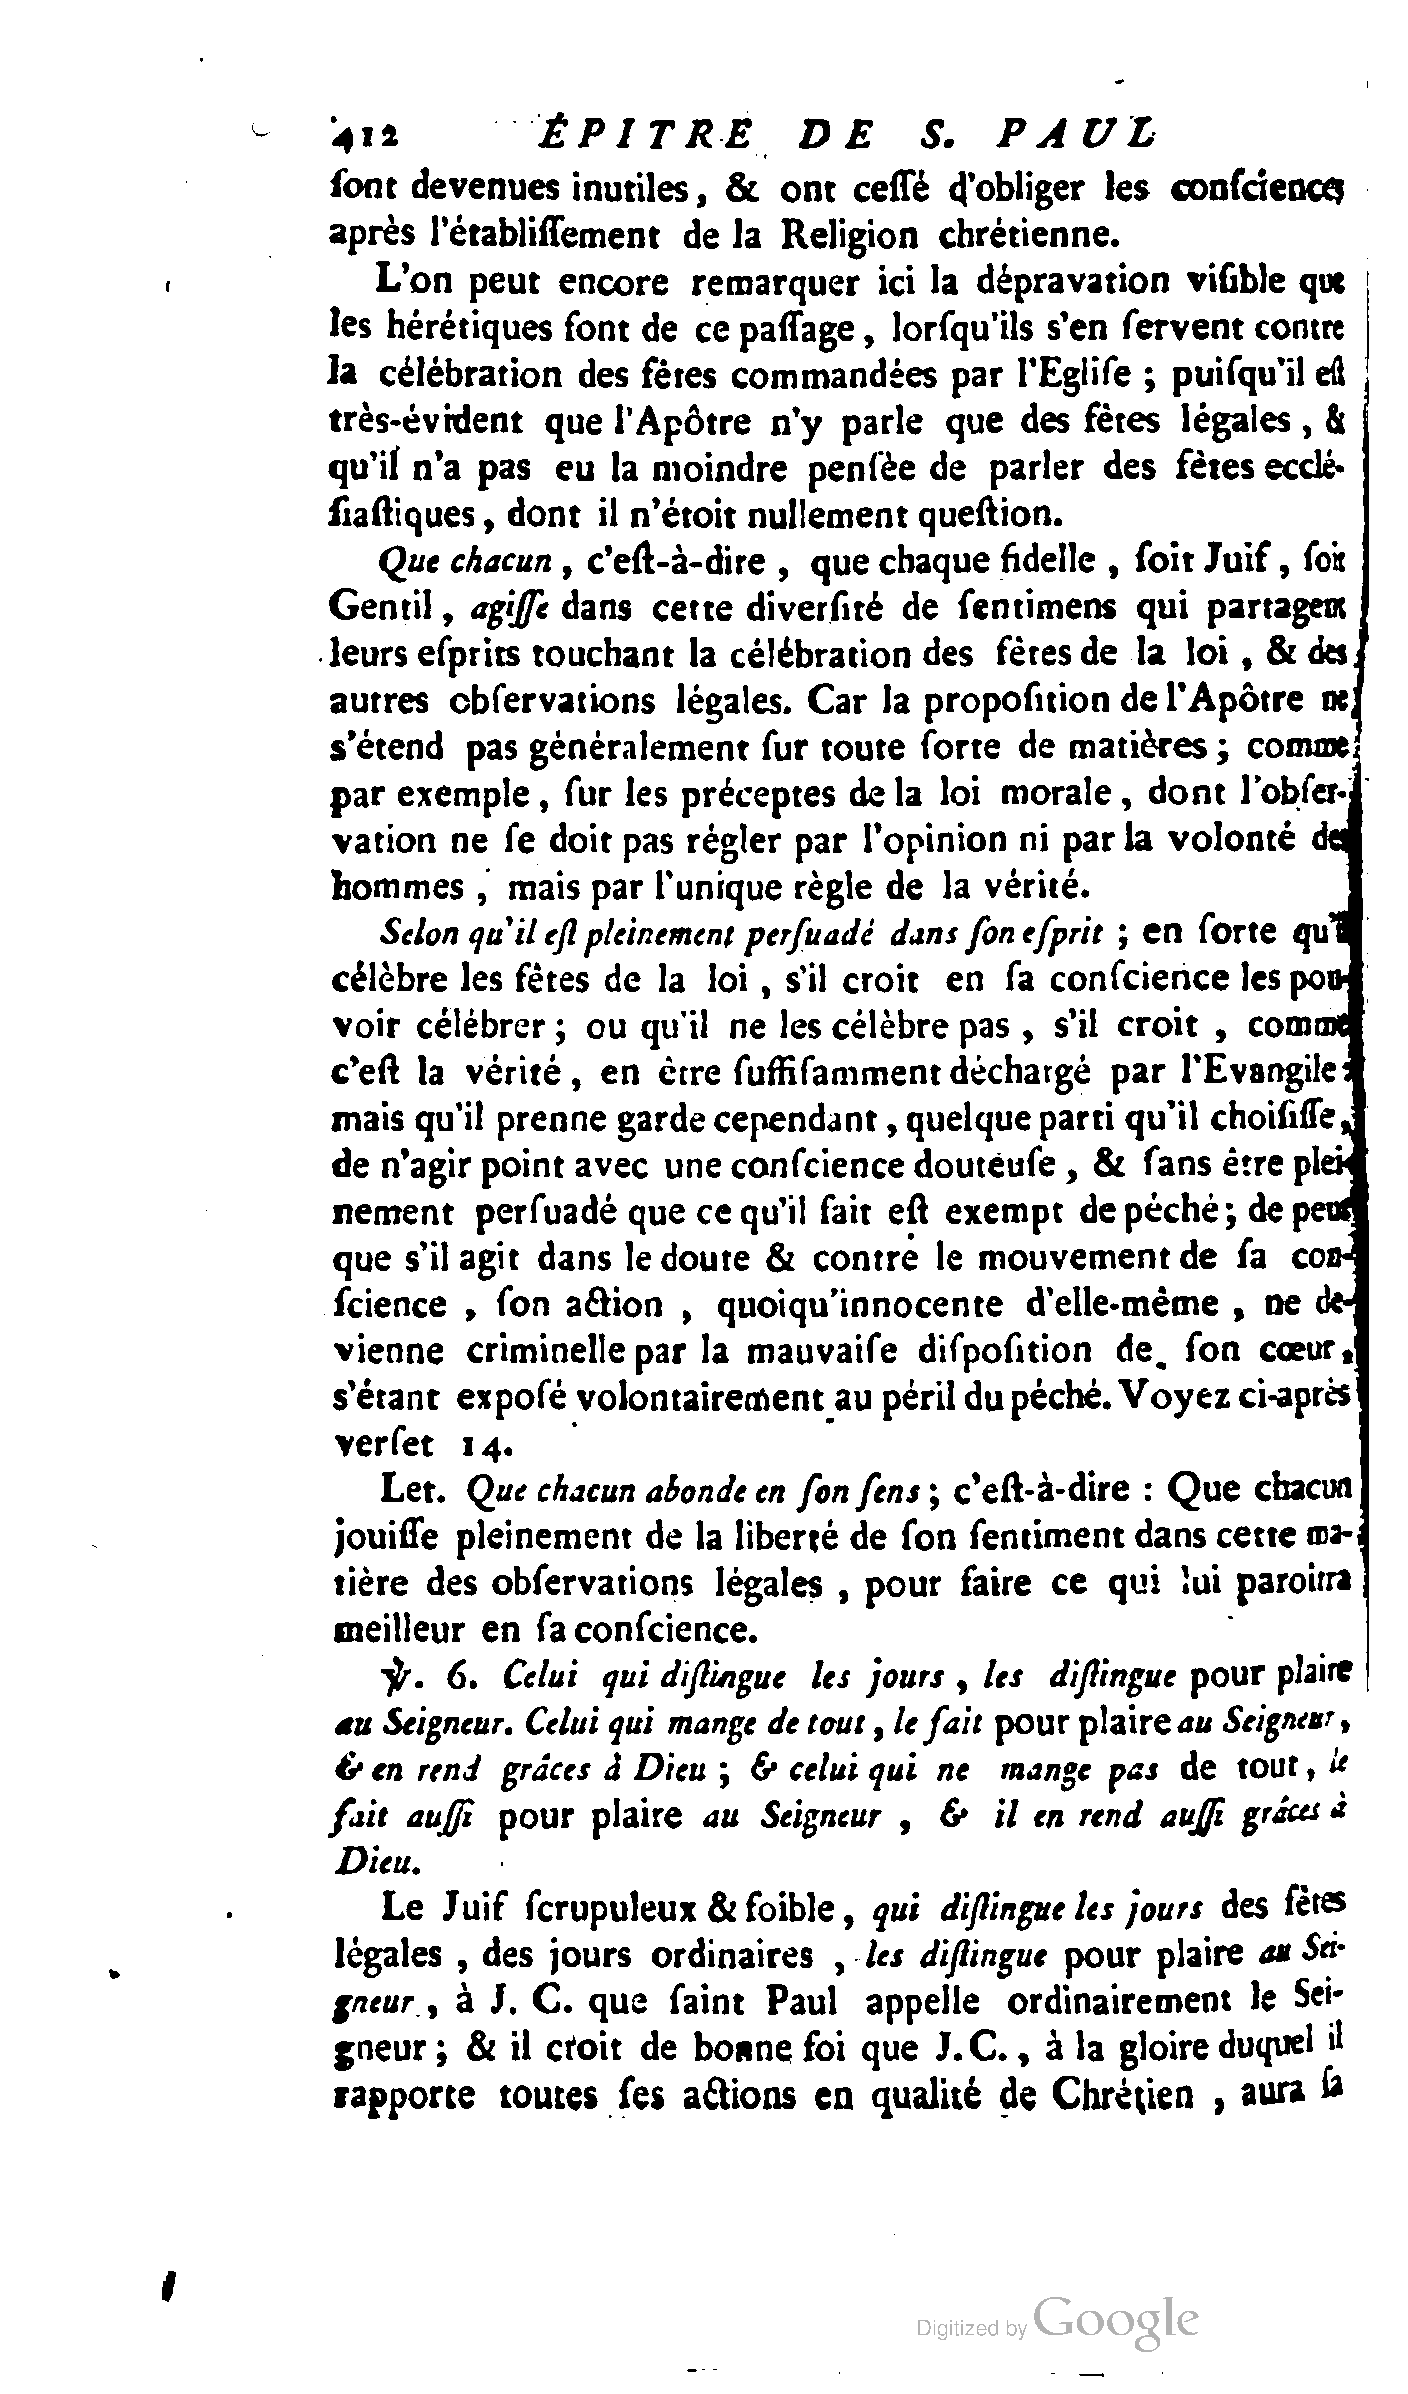 412 ÉPITRE DE S. PAUL
ſont devenues inutiles, & ont ceſſé d'obliger les conſciences
après l'établiſſement de la Religion chrétienne.
L'on peut encore remarquer ici la dépravation viſible que
les hérétiques font de ce paſſage, lorſqu'ils s'en ſervent contre
la célébration des fêtes commandées par l'Egliſe ; puiſqu'il eſt
très-évident que l'Apôtre n'y parle que des fêtes légales, &
qu'il n'a pas eu la moindre penſée de parler des fêtes ecclé-
ſiaſtiques, dont il n'étoit nullement queſtion.
Que chacun, c'eſt-à-dire, que chaque fidelle, ſoit Juif, ſoit
Gentil, agiſſe dans cette diverſité de ſentimens qui partagent
leurs eſprits touchant la célébration des fêtes de la loi, & des
autres obſervations légales. Car la propoſition de l'Apôtre ne
s'étend pas généralement ſur toute ſorte de matières ; comme
par exemple, ſur les préceptes de la loi morale, dont l'obſer-
vation ne ſe doit pas régler par l'opinion ni par la volonté des
hommes, mais par l'unique règle de la vérité.
Selon qu'il eſt pleinement perſuadé dans ſon eſprit ; en ſorte qu'il
célèbre les fêtes de la loi, s'il croit en ſa conſcience les pou-
voir célébrer ; ou qu'il ne les célèbre pas, s'il croit, comme
c'eſt la vérité, en être ſuffiſamment déchargé par l'Evangile :
mais qu'il prenne garde cependant, quelque parti qu'il choiſiſſe,
de n'agir point avec une conſcience douteuſe, & ſans être plei-
nement perſuadé que ce qu'il fait eſt exempt de péché ; de peur
que s'il agit dans le doute & contre le mouvement de ſa con-
ſcience, ſon action, quoiqu'innocente d'elle-même, ne de-
vienne criminelle par la mauvaiſe diſpoſition de ſon cœur,
s'étant expoſé volontairement au péril du péché. Voyez ci-après
verſet 14.
Let. Que chacun abonde en ſon ſens ; c'eſt-à-dire : Que chacun
jouiſſe pleinement de la liberté de ſon ſentiment dans cette ma-
tière des obſervations légales, pour faire ce qui lui paroitra
meilleur en ſa conſcience.
℣. 6. Celui qui diſtingue les jours, les diſtingue pour plaire
au Seigneur. Celui qui mange de tout, le fait pour plaire au Seigneur,
& en rend grâces à Dieu ; & celui qui ne mange pas de tout, le
fait auſſi pour plaire au Seigneur, & il en rend auſſi grâces à
Dieu.
Le Juif ſcrupuleux & foible, qui diſtingue les jours des fêtes
légales, des jours ordinaires, les diſtingue pour plaire au Sei-
gneur, à J. C. que ſaint Paul appelle ordinairement le Sei-
gneur ; & il croit de bonne foi que J. C., à la gloire duquel il
rapporte toutes ſes actions en qualité de Chrétien, aura ſa
Digitized by Google